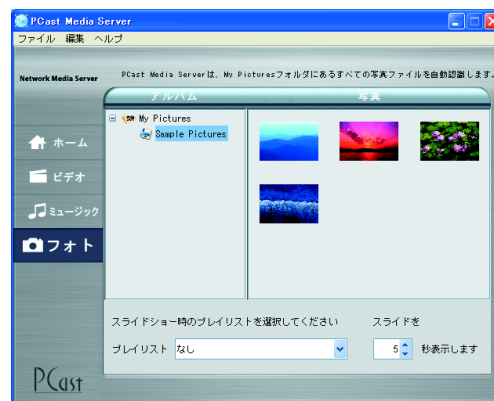 PCast Media Server
ファイル 編集 ヘルプ
Network Media Server
PCast Media Serverは、My Picturesフォルダにあるすべての写真ファイルを自動認識します。
アルバム
写真
My Pictures
Sample Pictures
ホーム
ビデオ
ミュージック
フォト
スライドショー時のプレイリストを選択してください
スライドを
プレイリスト なし
5 秒表示します
PCast